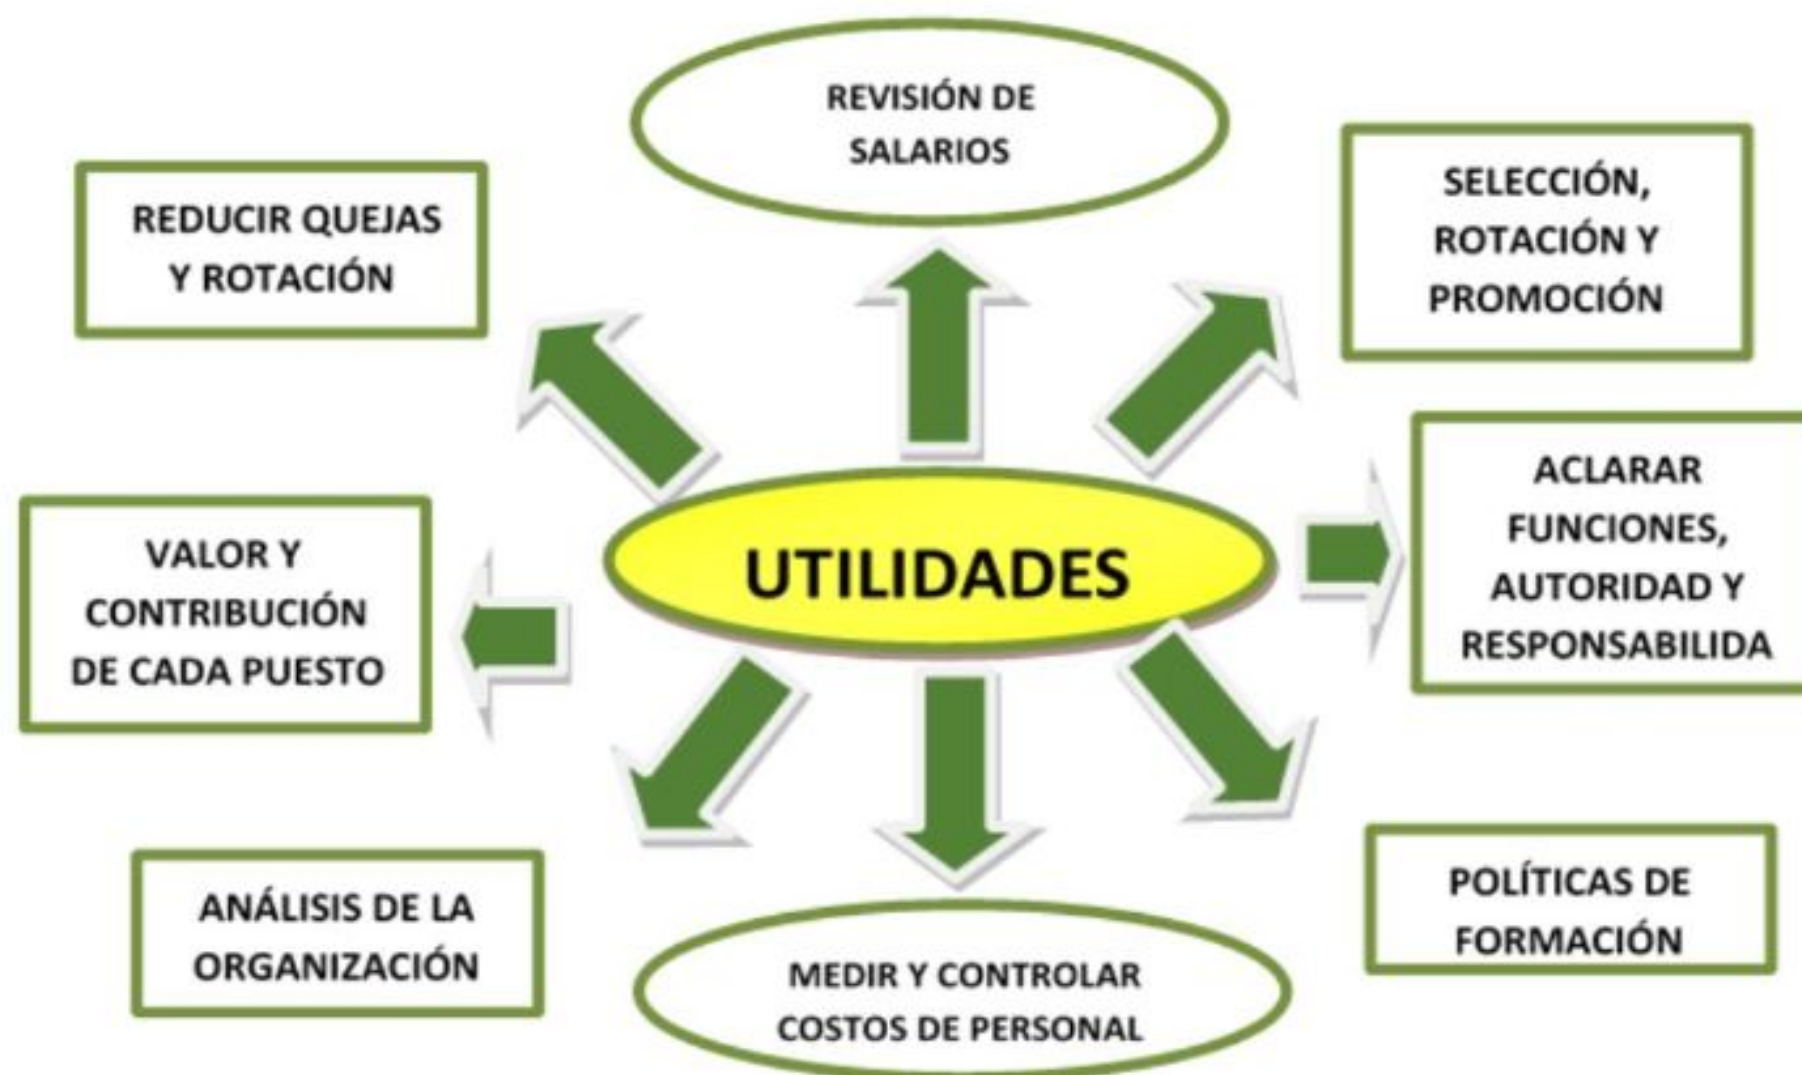 REVISIÓN DE
SALARIOS
SELECCIÓN,
ROTACIÓN Y
PROMOCIÓN
REDUCIR QUEJAS
Y ROTACIÓN
ACLARAR
FUNCIONES,
AUTORIDAD Y
RESPONSABILIDA
UTILIDADES
VALOR Y
CONTRIBUCIÓN
DE CADA PUESTO
POLÍTICAS DE
FORMACIÓN
ANÁLISIS DE LA
ORGANIZACIÓN
MEDIR Y CONTROLAR
COSTOS DE PERSONAL